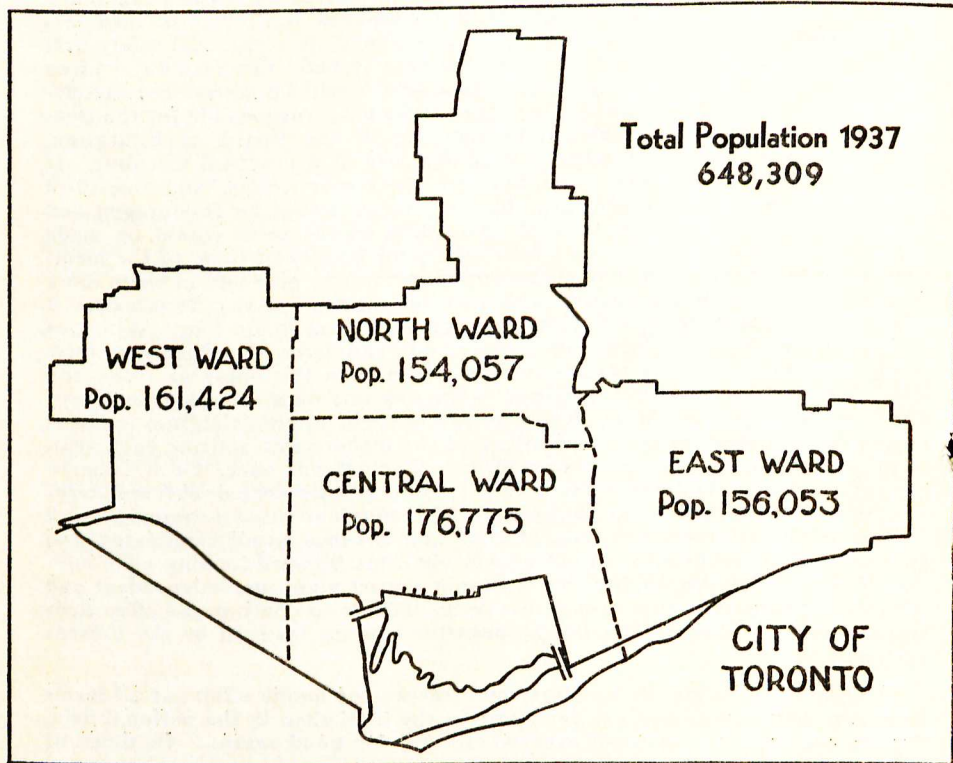 Total Population 1937
648,309
NORTH WARD
Pop. 154,057
WEST WARD
Pop. 161,424
EAST WARD
Pop. 156,053
CENTRAL WARD
Pop. 176,775
CITY OF
TORONTO